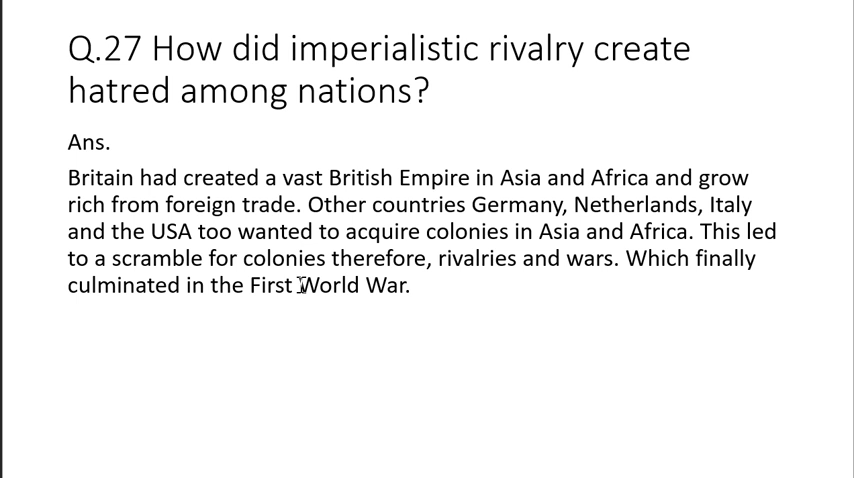 Q.27 How did imperialistic rivalry create
hatred among nations?
Ans.
Britain had created a vast British Empire in Asia and Africa and grow
rich from foreign trade. Other countries Germany, Netherlands, Italy
and the USA too wanted to acquire colonies in Asia and Africa. This led
to a scramble for colonies therefore, rivalries and wars. Which finally
culminated in the First World War.